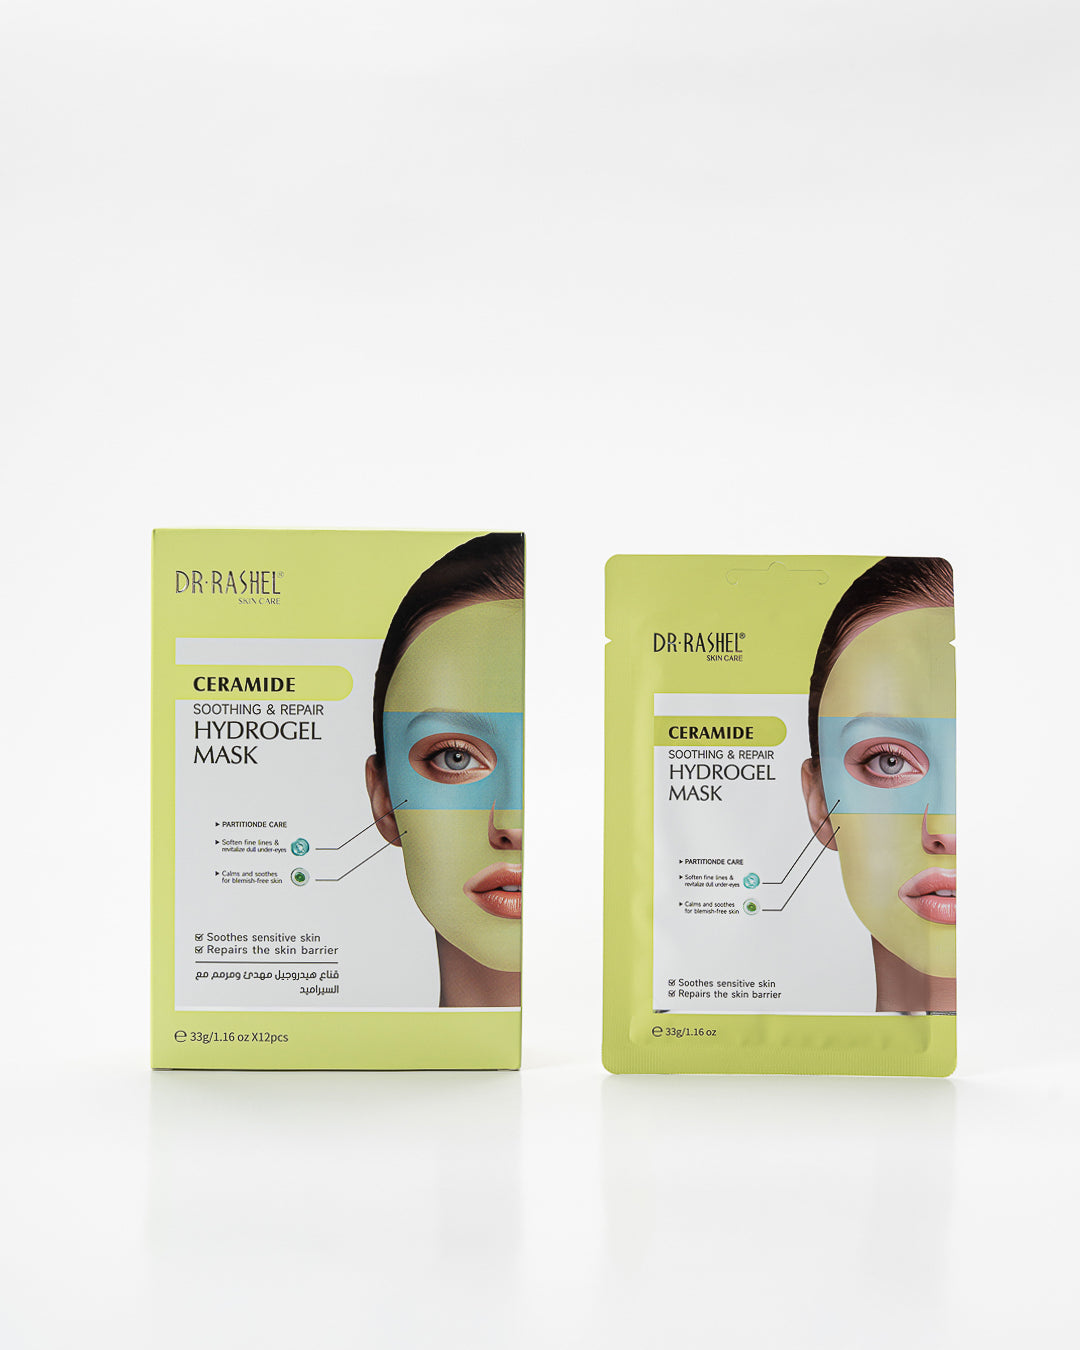 DR·RASHEL®
SKIN CARE
CERAMIDE
SOOTHING & REPAIR
HYDROGEL
MASK
PARTITIONDE CARE
Soften fine lines &
revitalize dull under-eyes
Calms and soothes
for blemish-free skin
Soothes sensitive skin
Repairs the skin barrier
قناع هيدروجيل مهدئ ومرمم مع
السيراميد
℮ 33g/1.16 oz X12pcs
DR·RASHEL®
SKIN CARE
CERAMIDE
SOOTHING & REPAIR
HYDROGEL
MASK
PARTITIONDE CARE
Soften fine lines &
revitalize dull under-eyes
Calms and soothes
for blemish-free skin
Soothes sensitive skin
Repairs the skin barrier
℮ 33g/1.16 oz